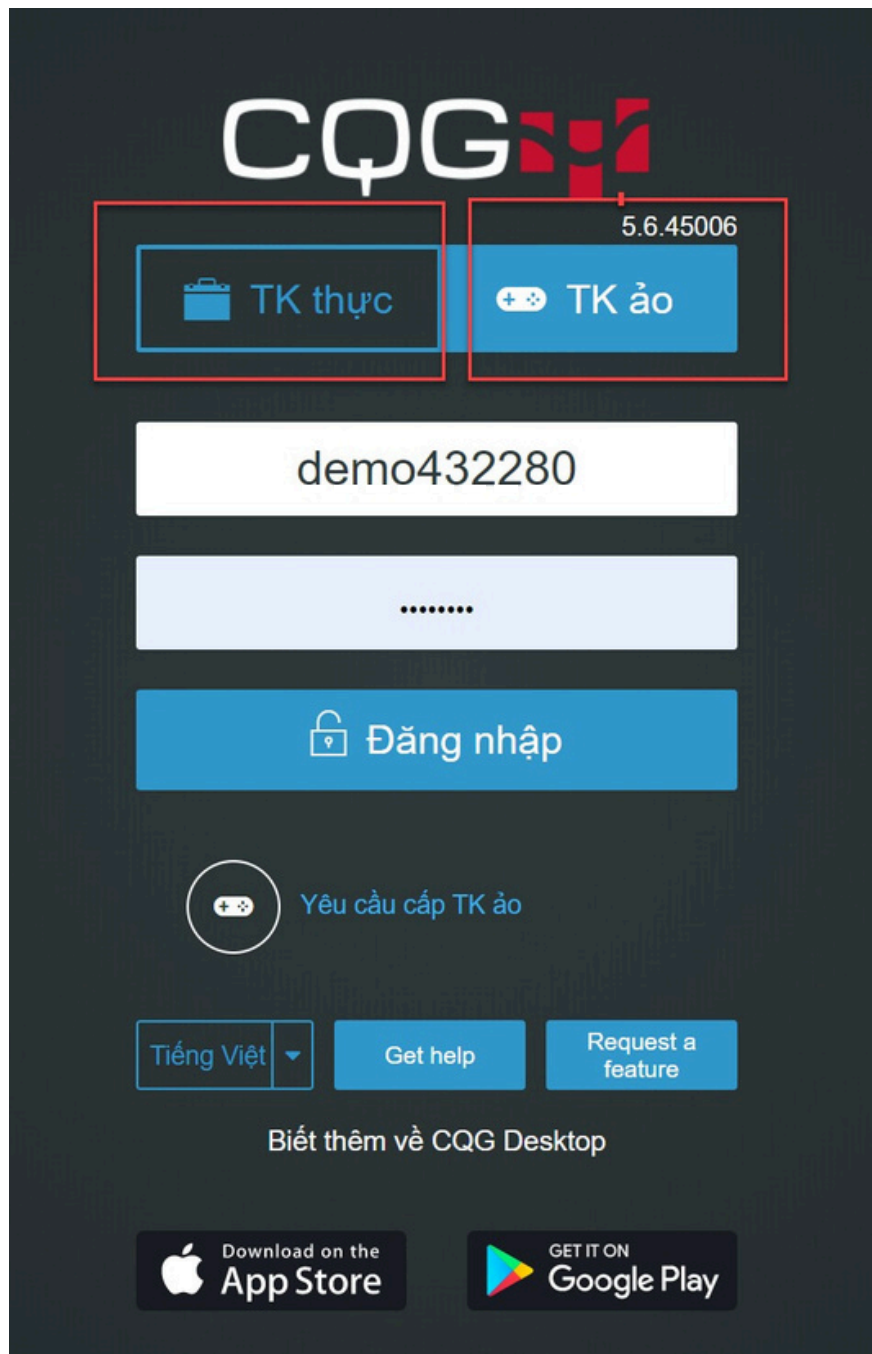 CQG
5.6.45006
TK thực
TK ảo
demo432280
••••••••
Đăng nhập
Yêu cầu cấp TK ảo
Tiếng Việt
Get help
Request a
feature
Biết thêm về CQG Desktop
Download on the
App Store
GET IT ON
Google Play